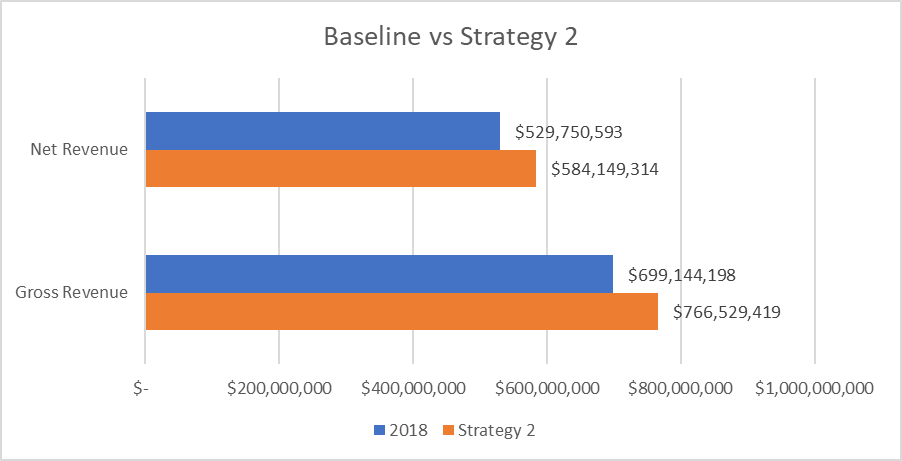 Baseline vs Strategy 2
Net Revenue
$529,750,593
$584,149,314
Gross Revenue
$699,144,198
$766,529,419
$- $200,000,000 $400,000,000 $600,000,000 $800,000,000 $1,000,000,000
2018 Strategy 2